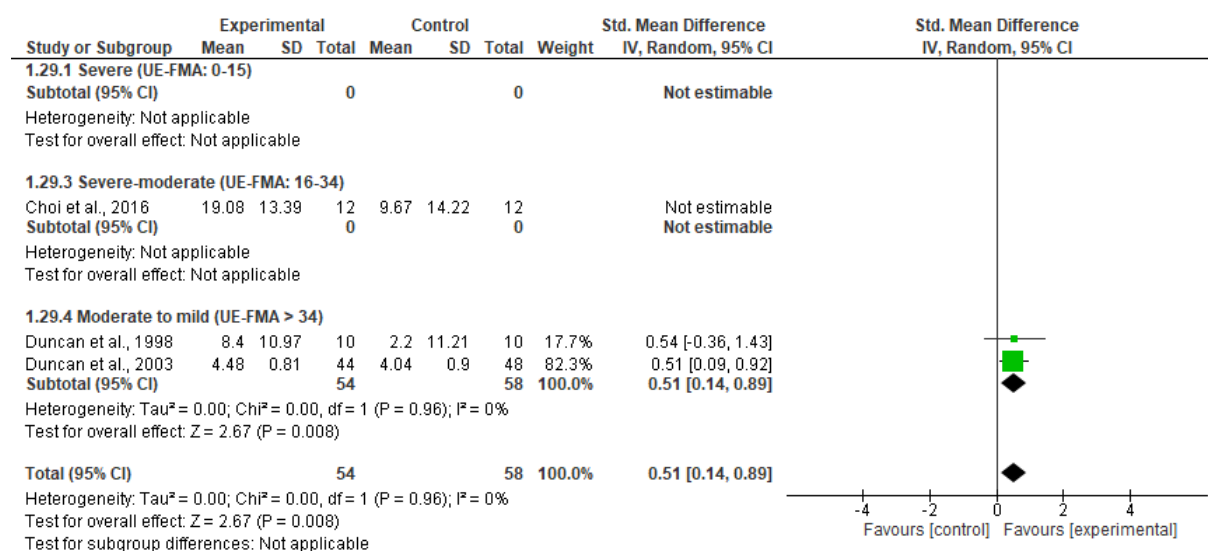 Experimental Control Std. Mean Difference Std. Mean Difference
Study or Subgroup Mean SD Total Mean SD Total Weight IV, Random, 95% CI IV, Random, 95% CI
1.29.1 Severe (UE-FMA: 0-15)
Subtotal (95% CI) 0 0 Not estimable
Heterogeneity: Not applicable
Test for overall effect: Not applicable
1.29.3 Severe-moderate (UE-FMA: 16-34)
Choi et al., 2016 19.08 13.39 12 9.67 14.22 12 Not estimable
Subtotal (95% CI) 0 0 Not estimable
Heterogeneity: Not applicable
Test for overall effect: Not applicable
1.29.4 Moderate to mild (UE-FMA > 34)
Duncan et al., 1998 8.4 10.97 10 2.2 11.21 10 17.7% 0.54 [-0.36, 1.43]
Duncan et al., 2003 4.48 0.81 44 4.04 0.9 48 82.3% 0.51 [0.09, 0.92]
Subtotal (95% CI) 54 58 100.0% 0.51 [0.14, 0.89]
Heterogeneity: Tau² = 0.00; Chi² = 0.00, df = 1 (P = 0.96); I² = 0%
Test for overall effect: Z = 2.67 (P = 0.008)
Total (95% CI) 54 58 100.0% 0.51 [0.14, 0.89]
Heterogeneity: Tau² = 0.00; Chi² = 0.00, df = 1 (P = 0.96); I² = 0%
Test for overall effect: Z = 2.67 (P = 0.008)
Test for subgroup differences: Not applicable
-4 -2 0 2 4
Favours [control] Favours [experimental]